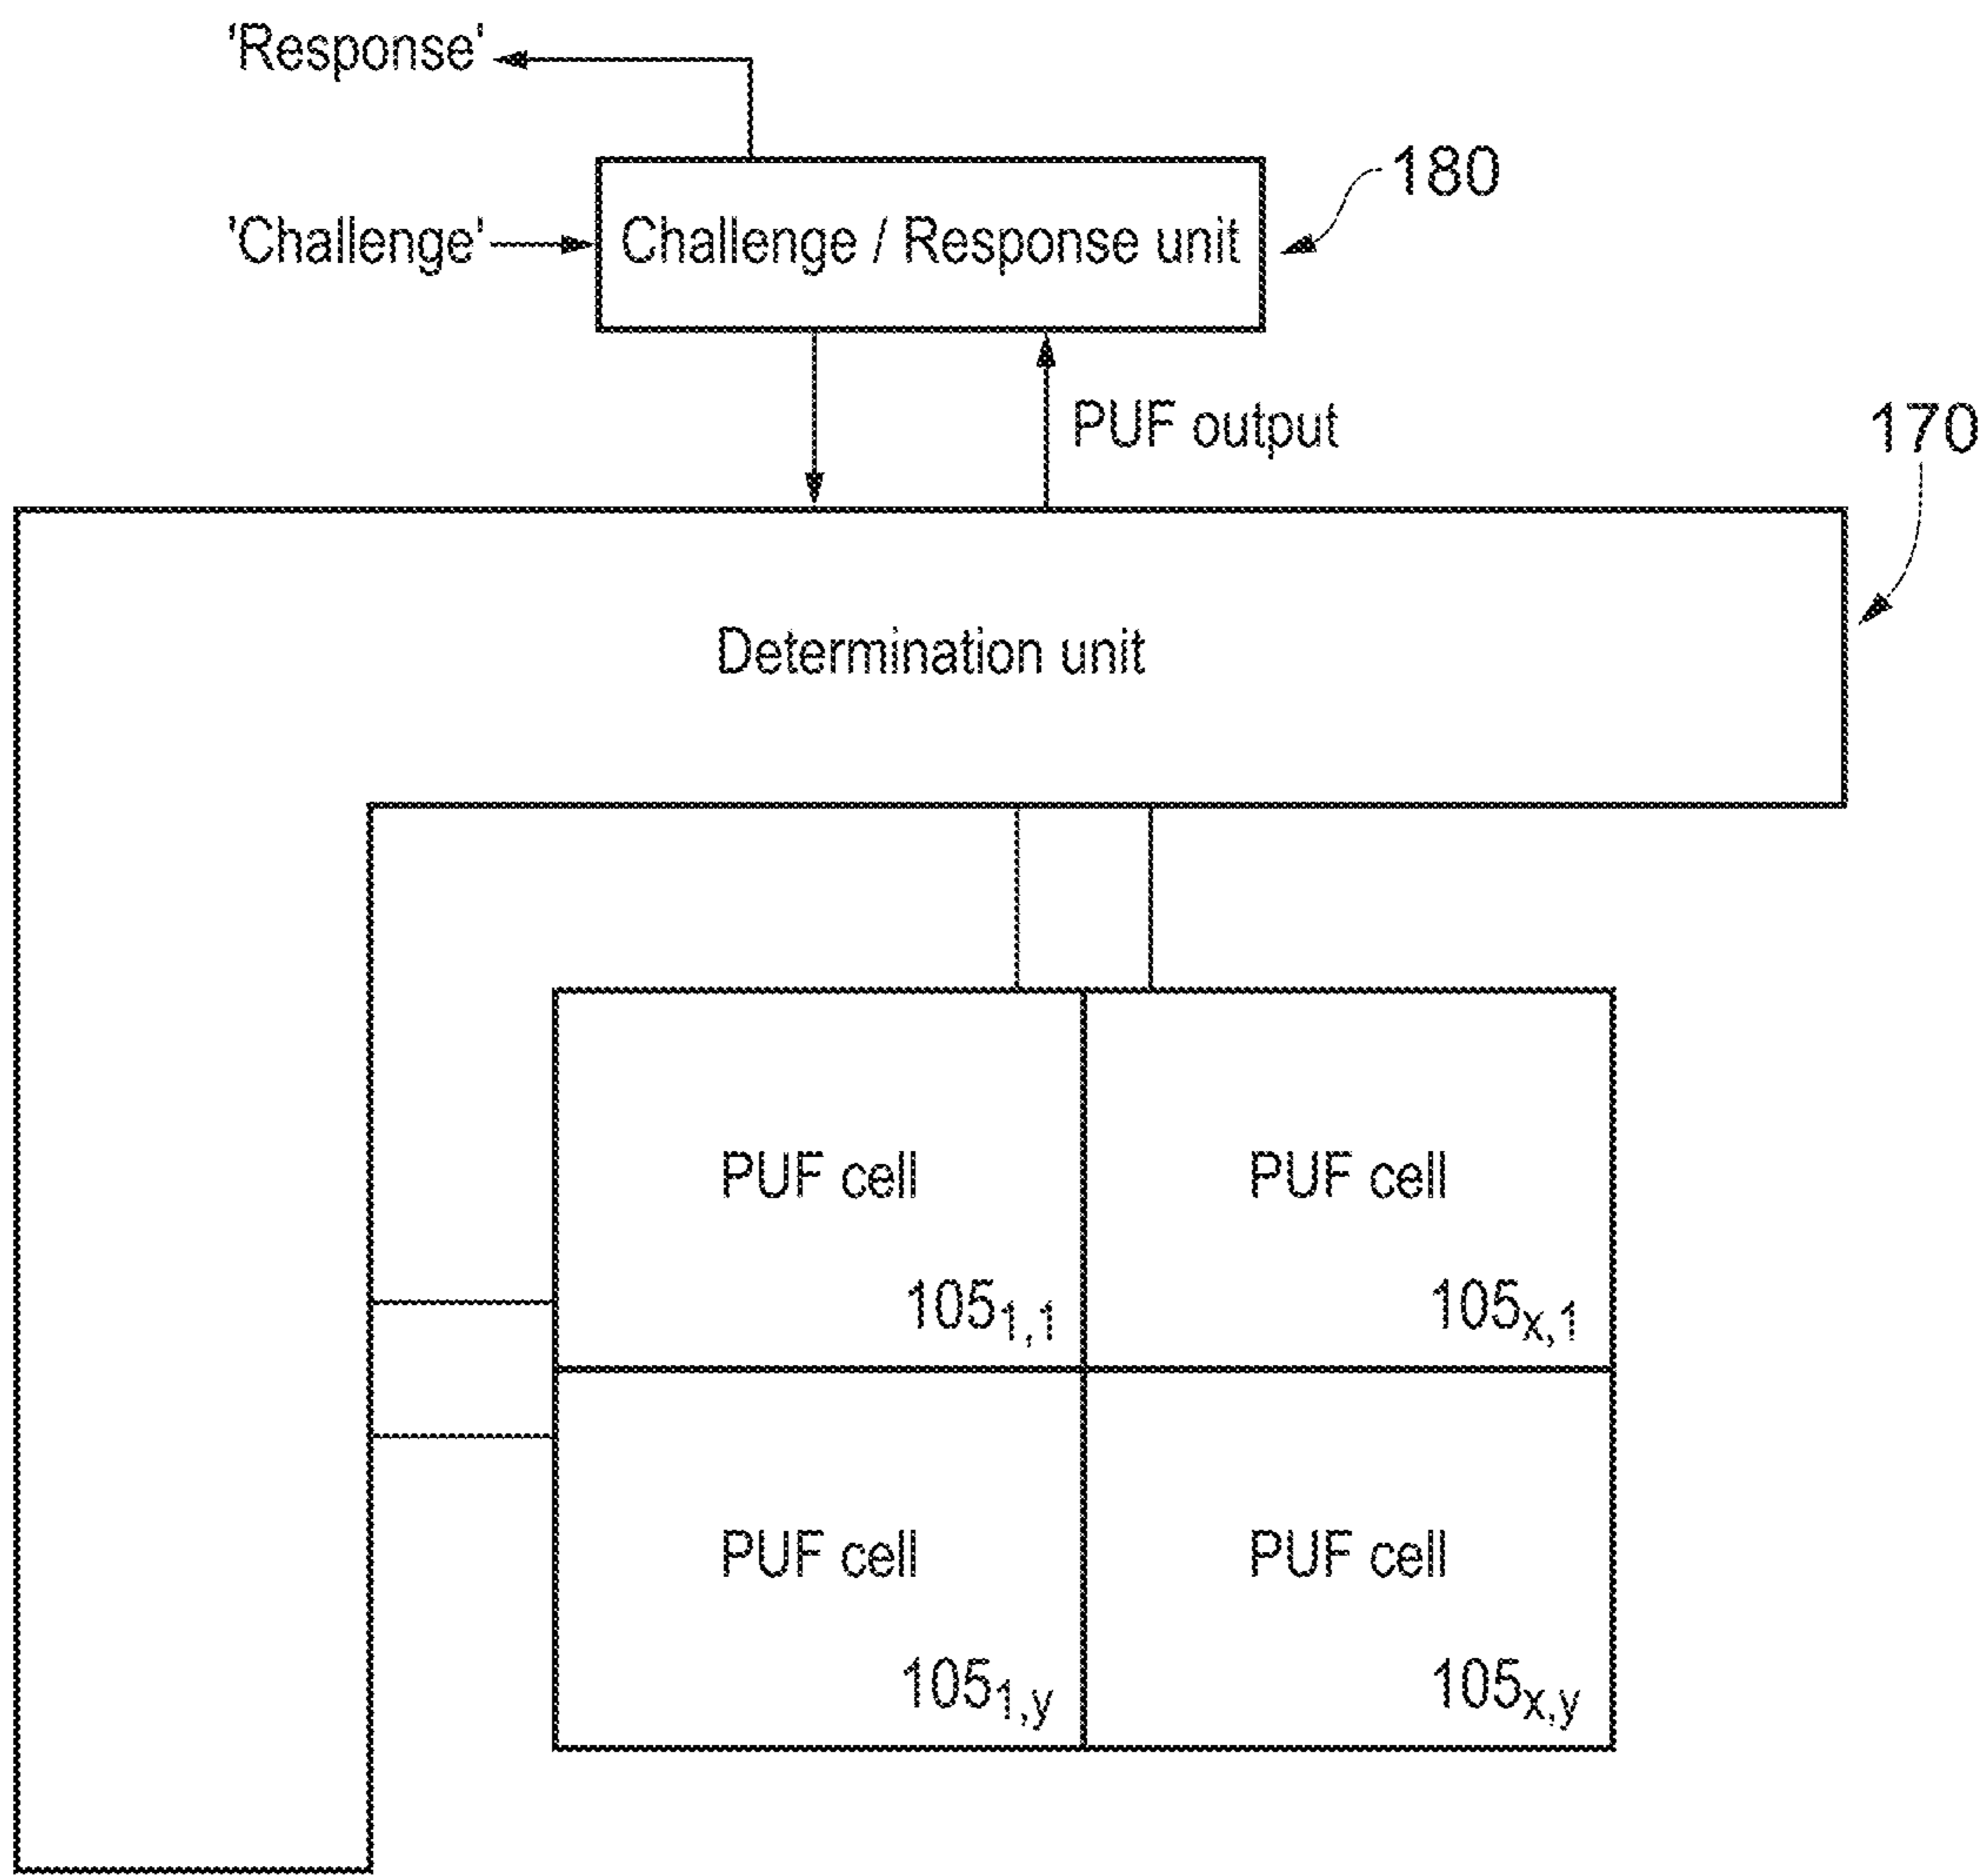 'Response'
180
'Challenge'
Challenge / Response unit
PUF output
170
Determination unit
PUF cell
PUF cell
105₁,₁
105ₓ,₁
PUF cell
PUF cell
105₁,y
105ₓ,y